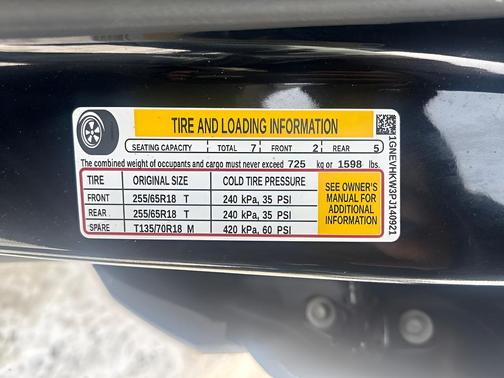 TIRE AND LOADING INFORMATION
SEATING CAPACITY TOTAL 7 FRONT 2 REAR 5
The combined weight of occupants and cargo must never exceed 725 kg or 1598 lbs.
TIRE ORIGINAL SIZE COLD TIRE PRESSURE
FRONT 255/65R18 T 240 kPa, 35 PSI
REAR 255/65R18 T 240 kPa, 35 PSI
SPARE T135/70R18 M 420 kPa, 60 PSI
SEE OWNER'S
MANUAL FOR
ADDITIONAL
INFORMATION
1GNEVHKW3PJ140921